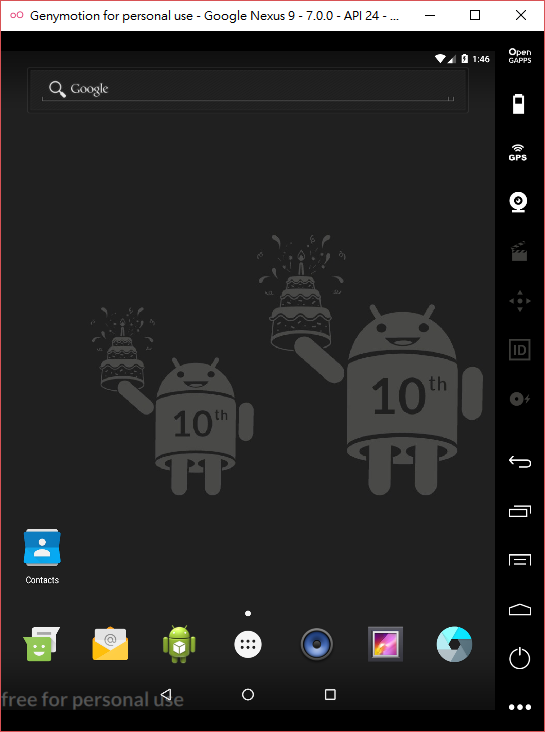 Genymotion for personal use - Google Nexus 9 - 7.0.0 - API 24 - ...
1:46
Open
GAPPS
Google
GPS
ID
10th
10th
Contacts
@
free for personal use